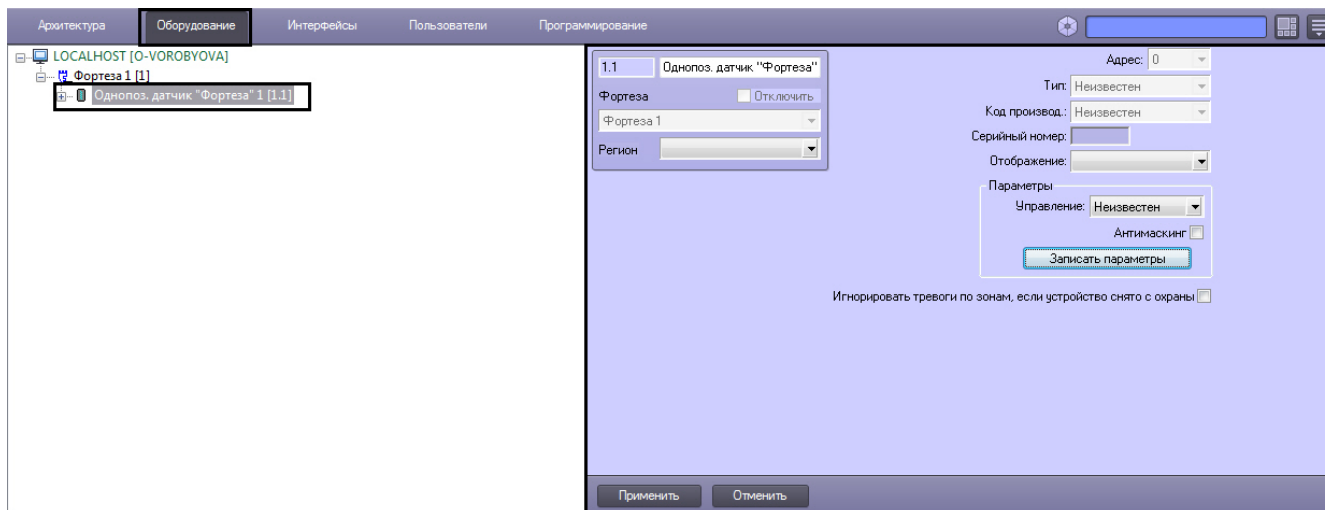 Архитектура Оборудование Интерфейсы Пользователи Программирование
LOCALHOST [O-VOROBYOVA]
Фортеза 1 [1]
Однопоз. датчик "Фортеза" 1 [1.1]
1.1 Однопоз. датчик "Фортеза"
Фортеза Отключить
Фортеза 1
Регион
Адрес: 0
Тип: Неизвестен
Код производ.: Неизвестен
Серийный номер:
Отображение:
Параметры
Управление: Неизвестен
Антимаскинг
Записать параметры
Игнорировать тревоги по зонам, если устройство снято с охраны
Применить Отменить